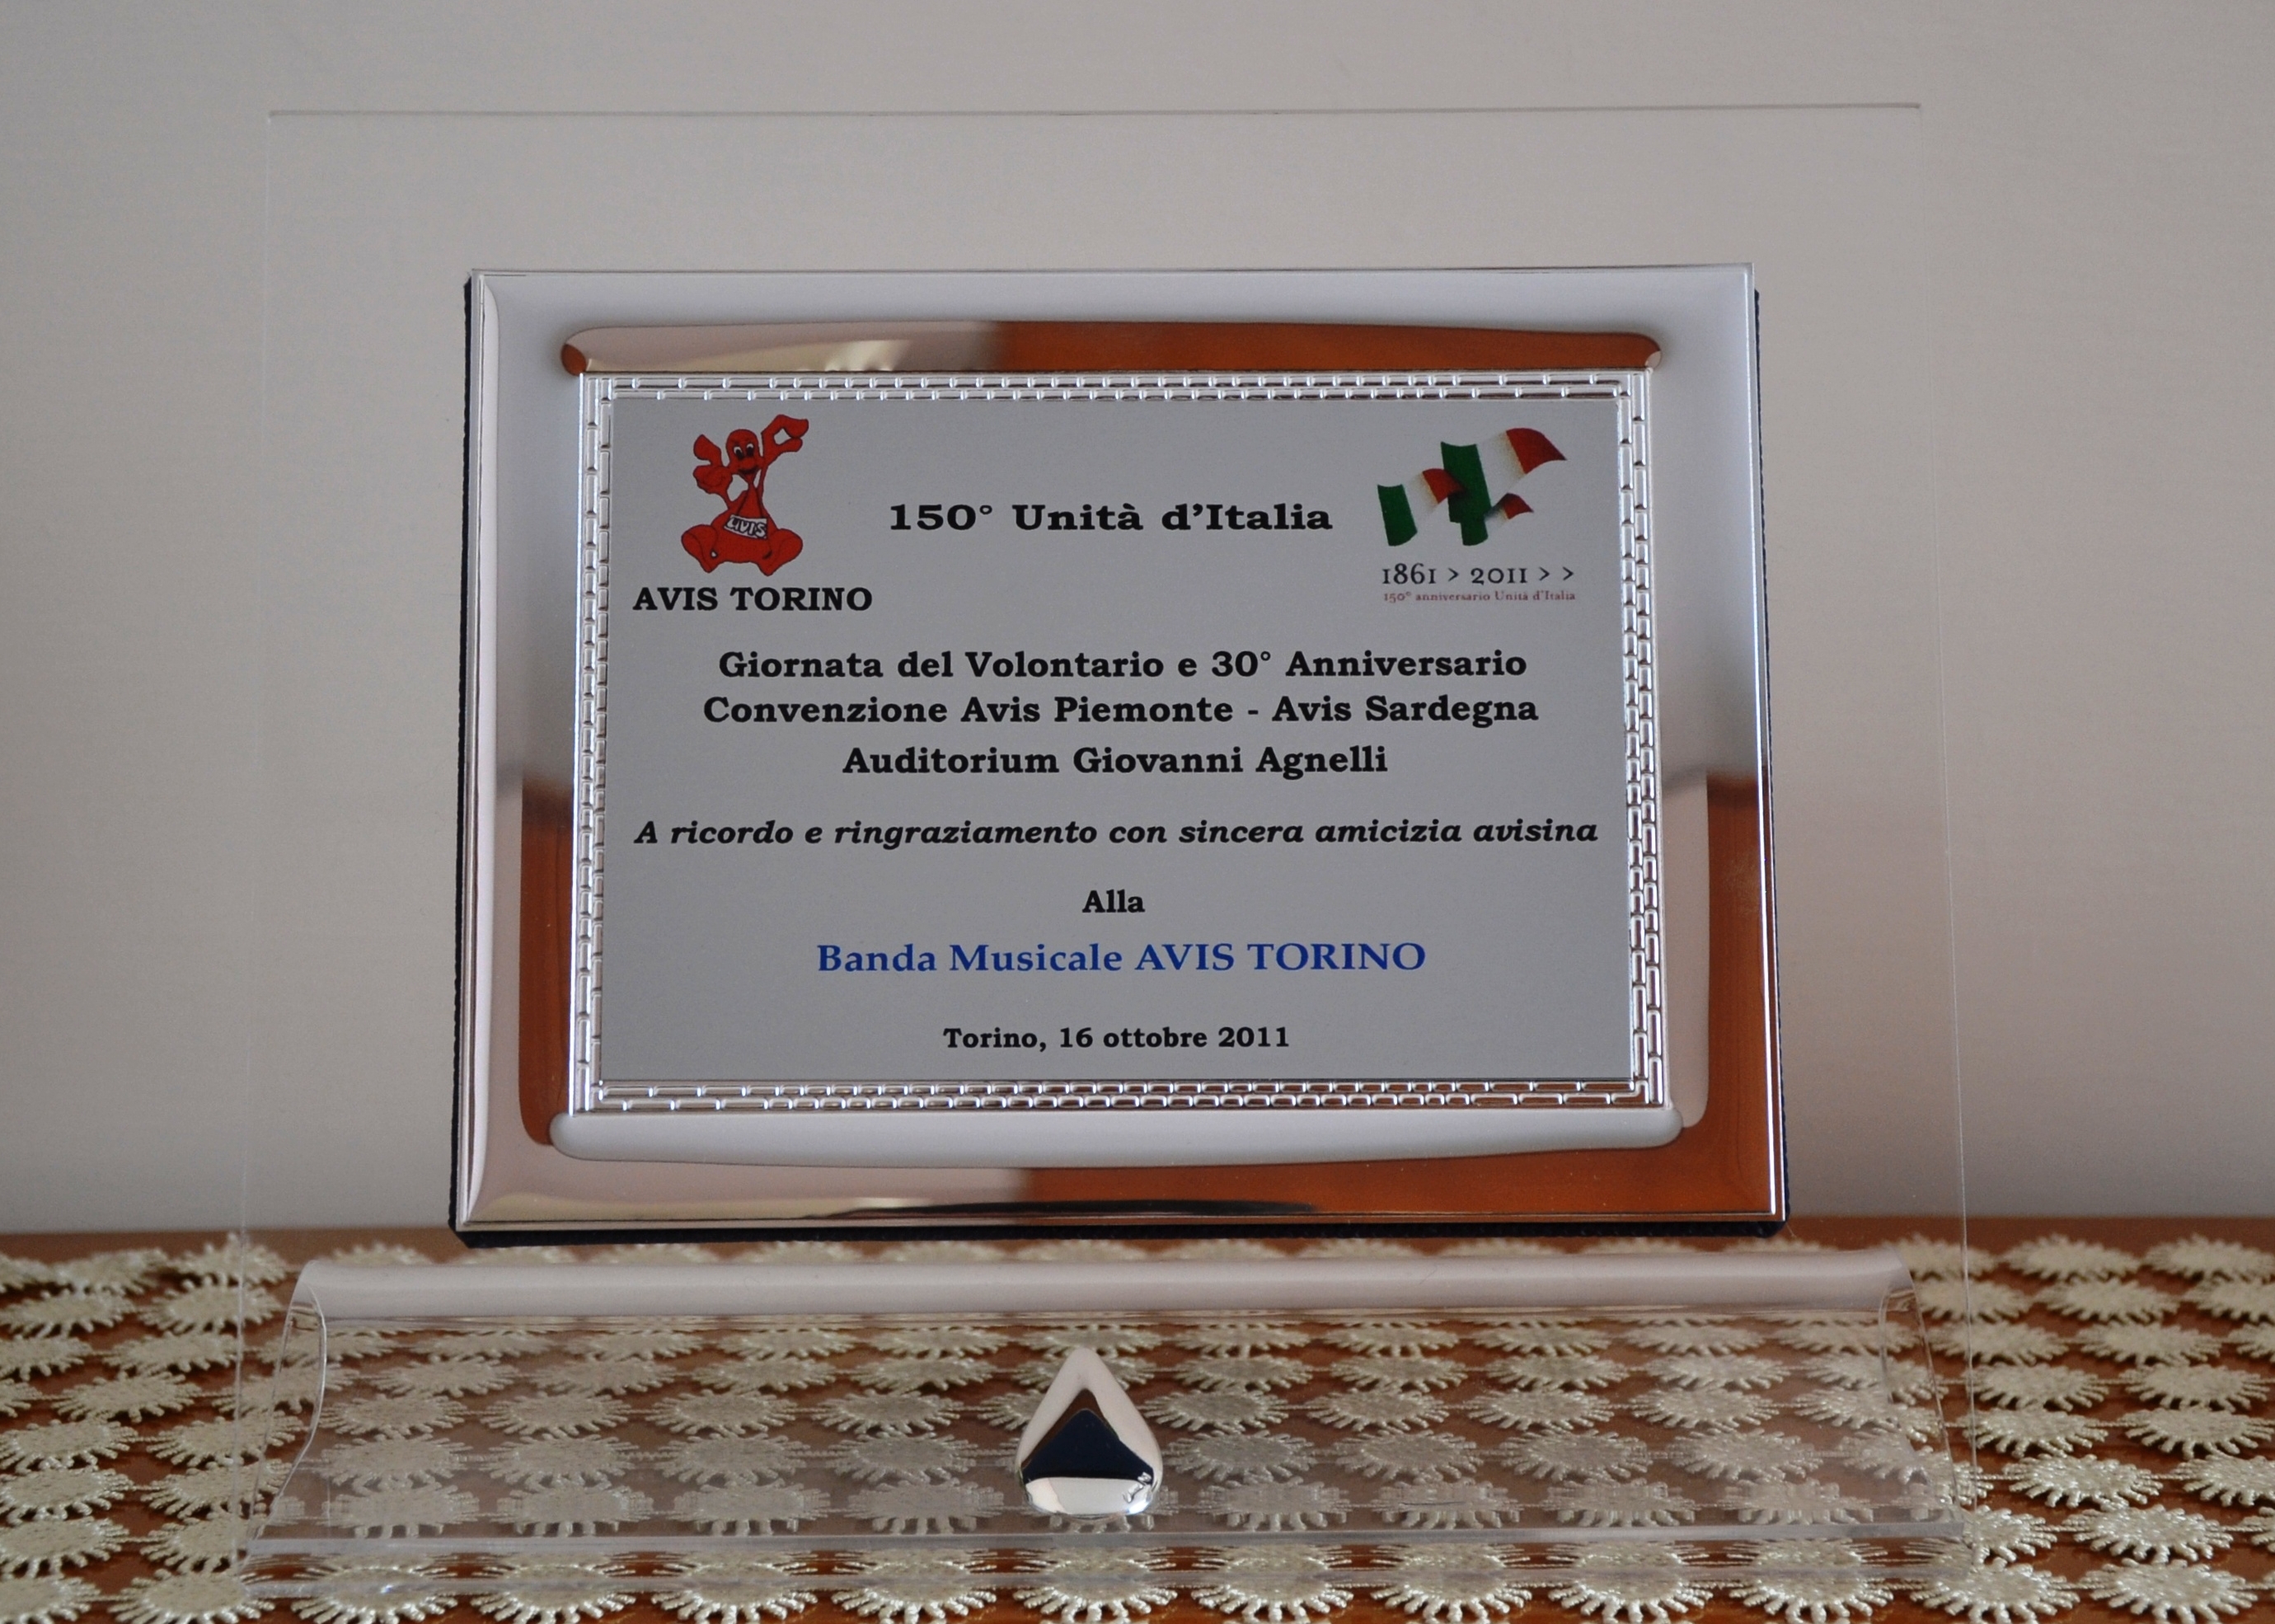 AVIS
AVIS TORINO
150° Unità d'Italia
1861 > 2011 > >
150° anniversario Unità d'Italia
Giornata del Volontario e 30° Anniversario
Convenzione Avis Piemonte - Avis Sardegna
Auditorium Giovanni Agnelli
A ricordo e ringraziamento con sincera amicizia avisina
Alla
Banda Musicale AVIS TORINO
Torino, 16 ottobre 2011